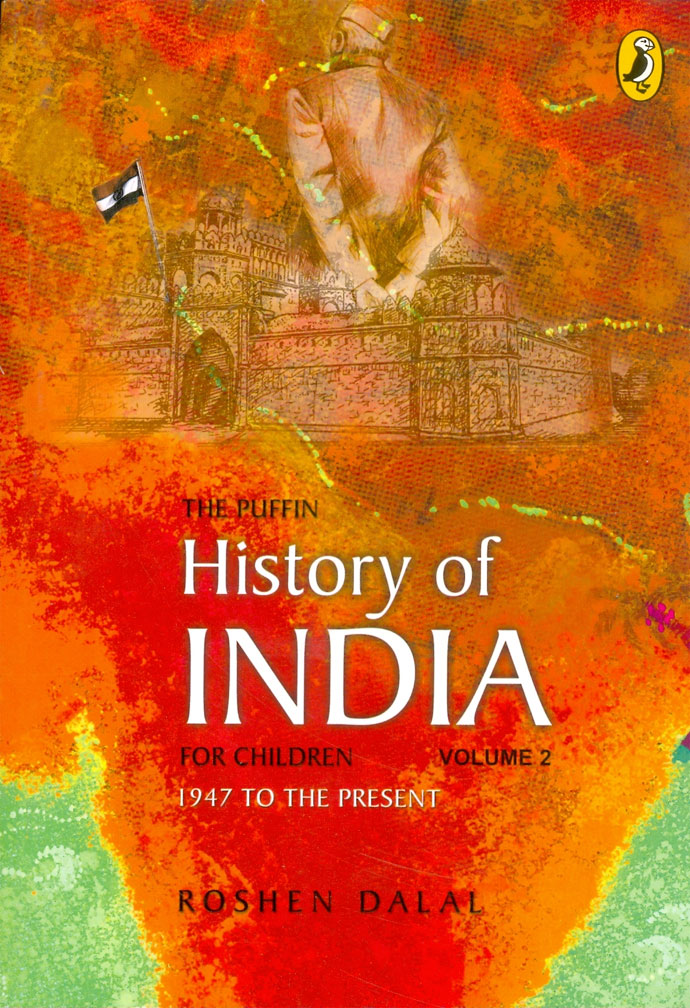 THE PUFFIN
History of
INDIA
FOR CHILDREN VOLUME 2
1947 TO THE PRESENT
ROSHEN DALAL